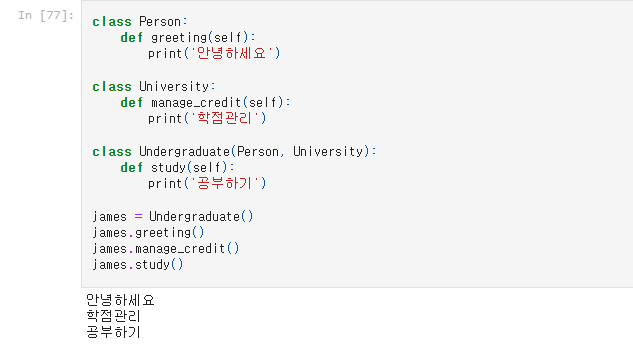 In [77]:
class Person:
    def greeting(self):
        print('안녕하세요')
class University:
    def manage_credit(self):
        print('학점관리')
class Undergraduate(Person, University):
    def study(self):
        print('공부하기')
james = Undergraduate()
james.greeting()
james.manage_credit()
james.study()
안녕하세요
학점관리
공부하기